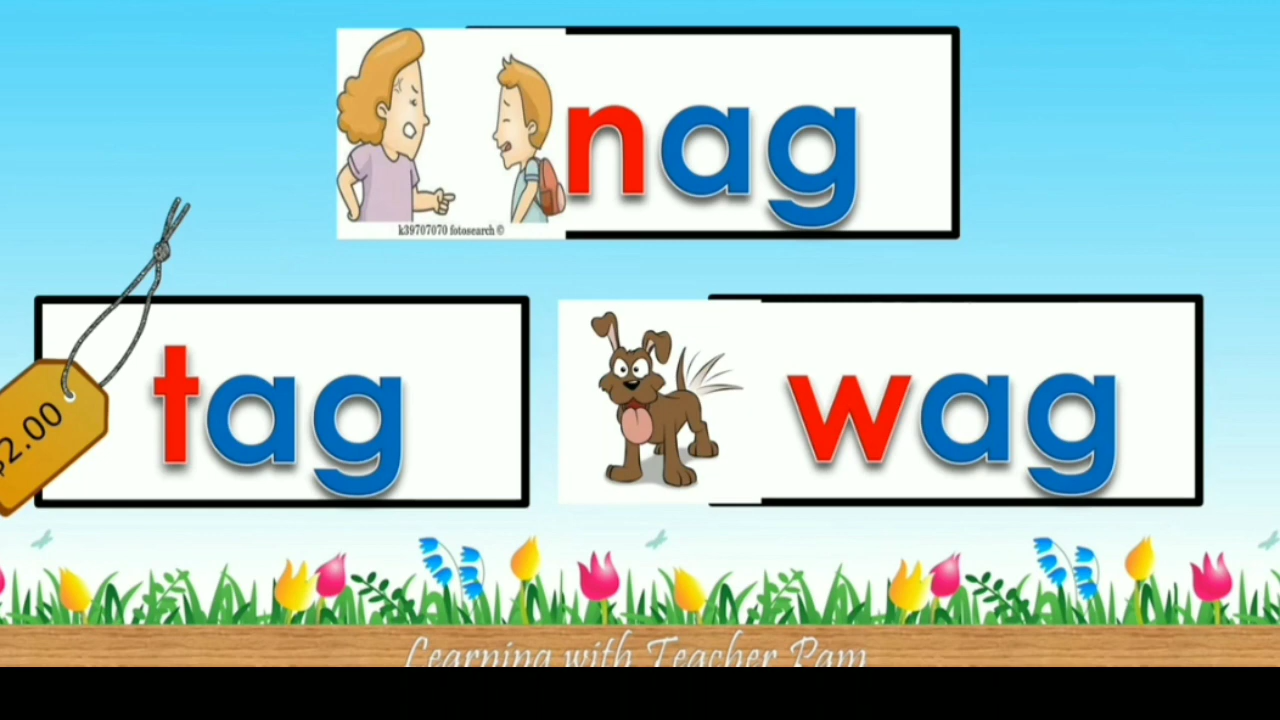 nag
k39707070 fotosearch ©
$2.00
tag
wag
Learning with Teacher Pam